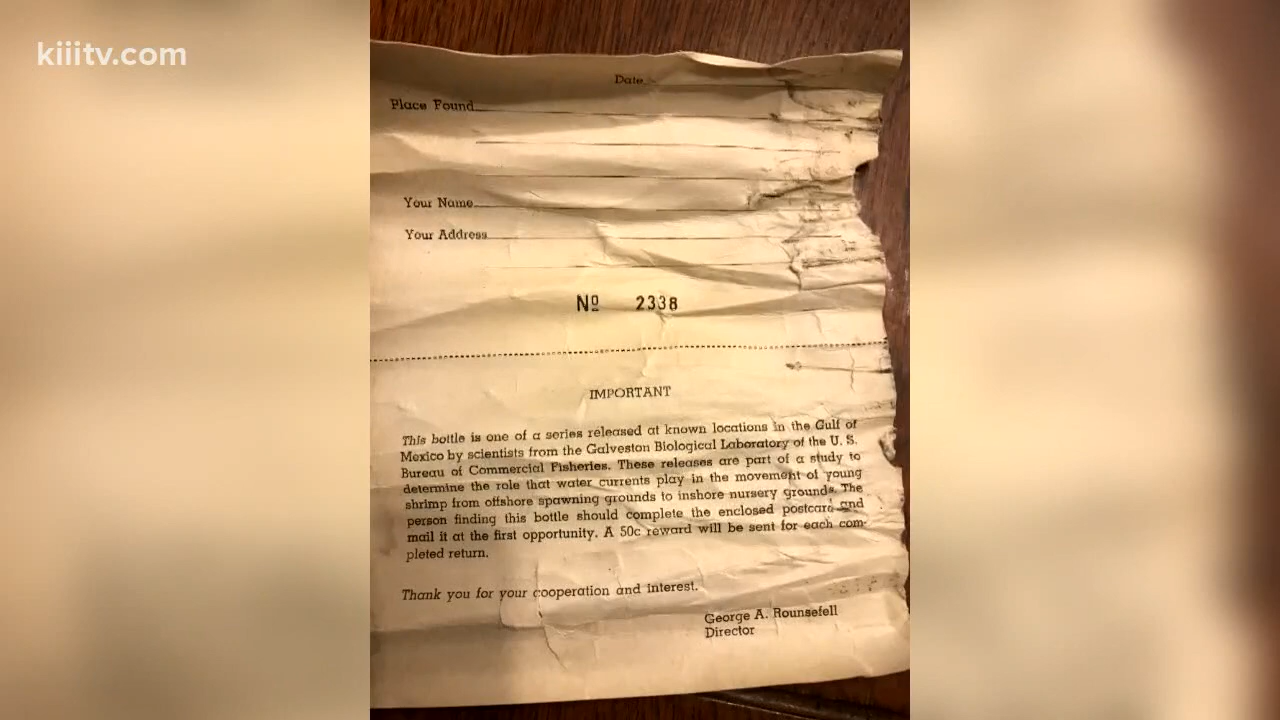 kiiitv.com
Date
Place Found
Your Name
Your Address
Nº 2338
IMPORTANT
This bottle is one of a series released at known locations in the Gulf of
Mexico by scientists from the Galveston Biological Laboratory of the U. S.
Bureau of Commercial Fisheries. These releases are part of a study to
determine the role that water currents play in the movement of young
shrimp from offshore spawning grounds to inshore nursery grounds. The
person finding this bottle should complete the enclosed postcard and
mail it at the first opportunity. A 50c reward will be sent for each com-
pleted return.
Thank you for your cooperation and interest.
George A. Rounsefell
Director